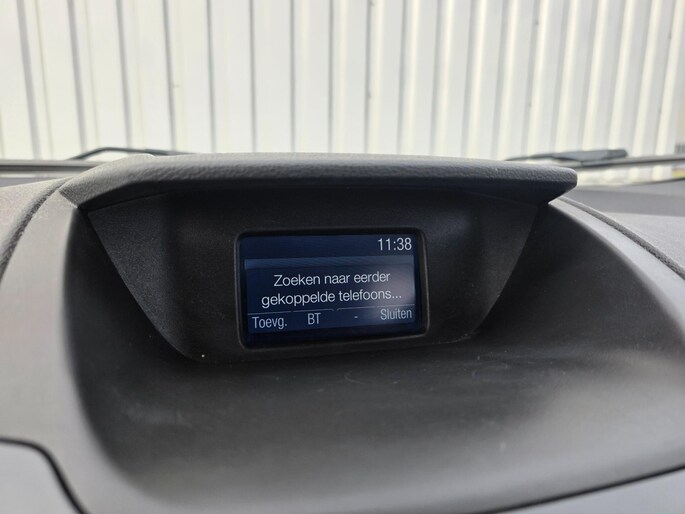 11:38
Zoeken naar eerder
gekoppelde telefoons...
Toevg. BT - Sluiten